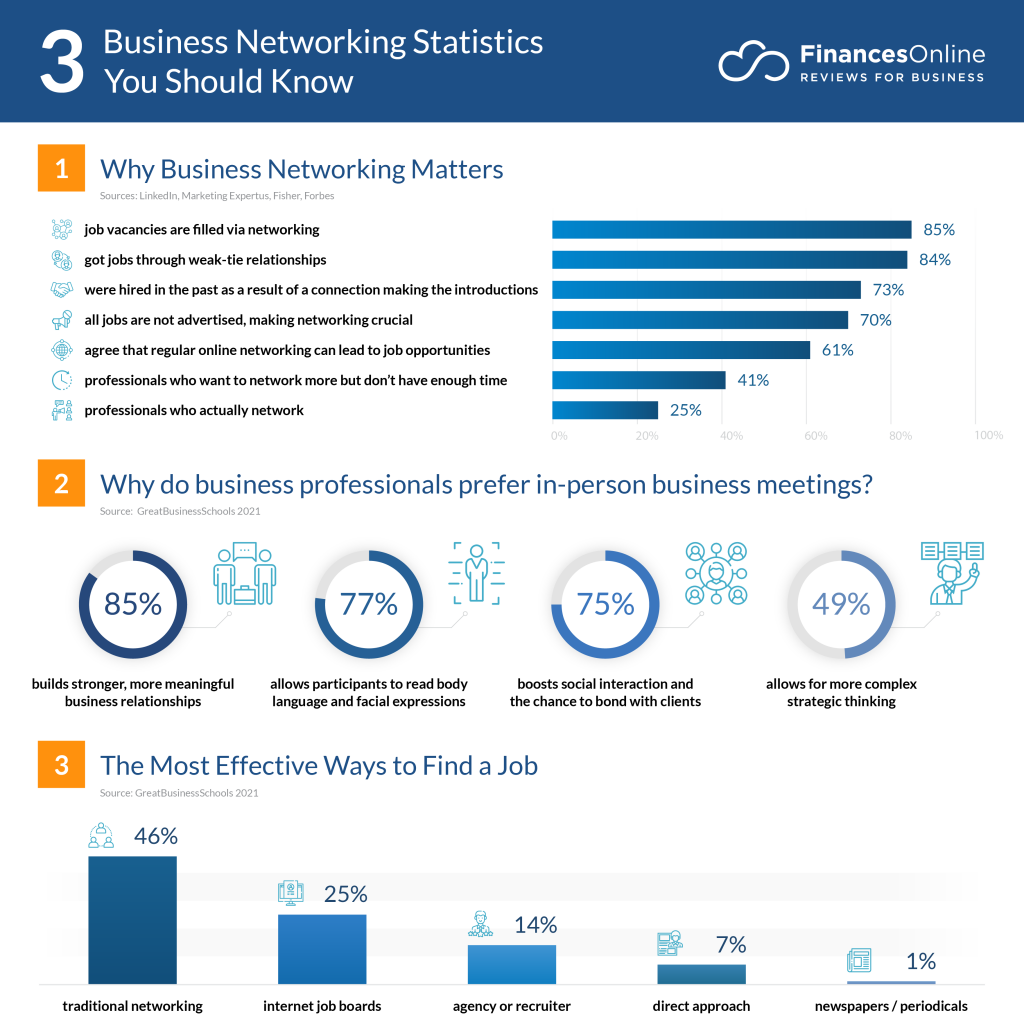 3
Business Networking Statistics
You Should Know
FinancesOnline
REVIEWS FOR BUSINESS
1
Why Business Networking Matters
Sources: LinkedIn, Marketing Expertus, Fisher, Forbes
job vacancies are filled via networking 85%
got jobs through weak-tie relationships 84%
were hired in the past as a result of a connection making the introductions 73%
all jobs are not advertised, making networking crucial 70%
agree that regular online networking can lead to job opportunities 61%
professionals who want to network more but don't have enough time 41%
professionals who actually network 25%
0% 20% 40% 60% 80% 100%
2
Why do business professionals prefer in-person business meetings?
Source: GreatBusinessSchools 2021
85%
builds stronger, more meaningful
business relationships
77%
allows participants to read body
language and facial expressions
75%
boosts social interaction and
the chance to bond with clients
49%
allows for more complex
strategic thinking
3
The Most Effective Ways to Find a Job
Source: GreatBusinessSchools 2021
46%
traditional networking
25%
internet job boards
14%
agency or recruiter
7%
direct approach
1%
newspapers / periodicals